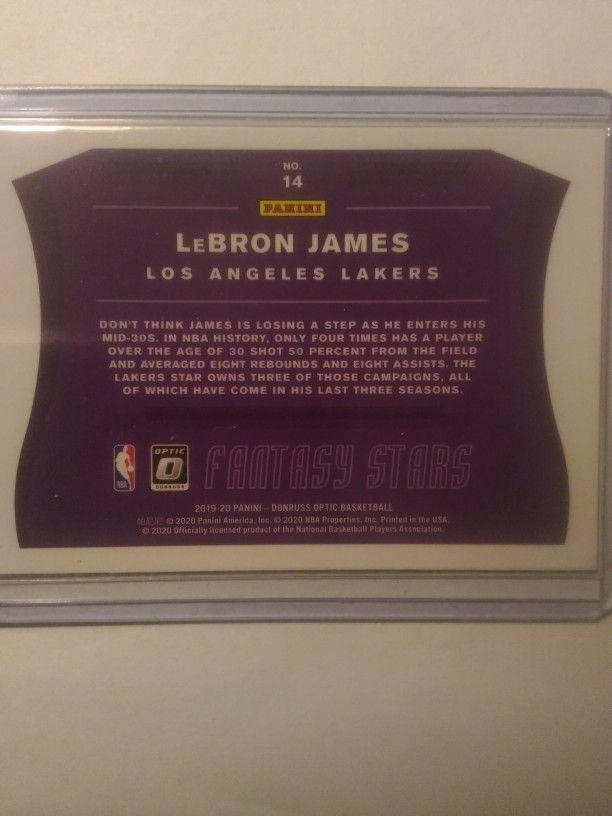 NO.
14
PANINI
LEBRON JAMES
LOS ANGELES LAKERS
DON'T THINK JAMES IS LOSING A STEP AS HE ENTERS HIS
MID-30S. IN NBA HISTORY, ONLY FOUR TIMES HAS A PLAYER
OVER THE AGE OF 30 SHOT 50 PERCENT FROM THE FIELD
AND AVERAGED EIGHT REBOUNDS AND EIGHT ASSISTS. THE
LAKERS STAR OWNS THREE OF THOSE CAMPAIGNS, ALL
OF WHICH HAVE COME IN HIS LAST THREE SEASONS.
NBA
OPTIC
DONRUSS
FANTASY STARS
2019-20 PANINI – DONRUSS OPTIC BASKETBALL
© 2020 Panini America, Inc. © 2020 NBA Properties, Inc. Printed in the USA.
© 2020 Officially licensed product of the National Basketball Players Association.